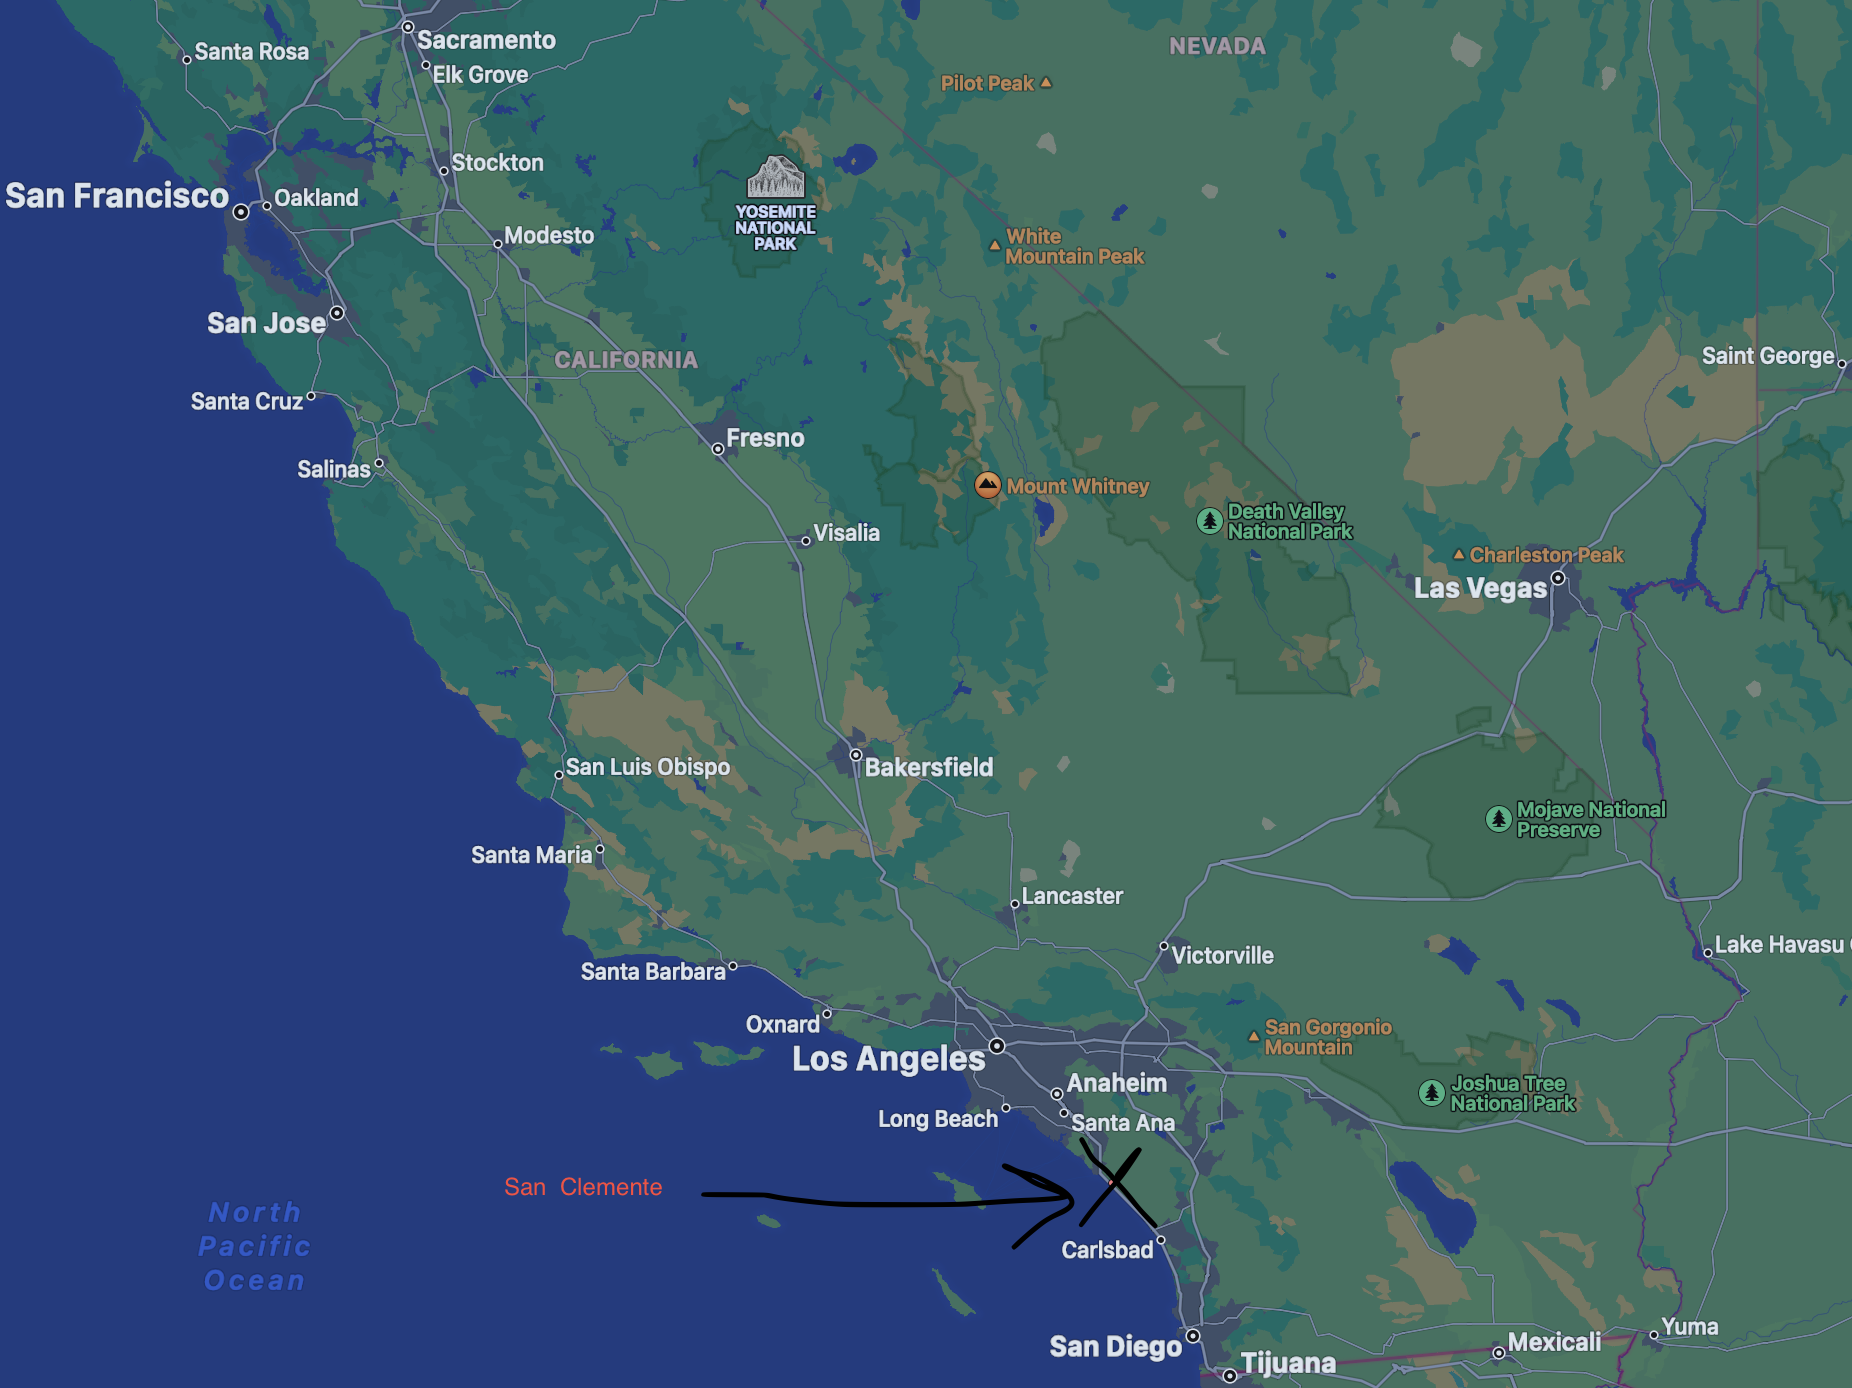 Sacramento
Santa Rosa
Elk Grove
NEVADA
Pilot Peak
Stockton
San Francisco
Oakland
YOSEMITE
NATIONAL
PARK
Modesto
White
Mountain Peak
San Jose
CALIFORNIA
Saint George
Santa Cruz
Fresno
Salinas
Mount Whitney
Death Valley
National Park
Visalia
Charleston Peak
Las Vegas
San Luis Obispo
Bakersfield
Mojave National
Preserve
Santa Maria
Lancaster
Lake Havasu
Victorville
Santa Barbara
Oxnard
San Gorgonio
Mountain
Los Angeles
Anaheim
Joshua Tree
National Park
Long Beach
Santa Ana
San Clemente
North
Pacific
Ocean
Carlsbad
San Diego
Mexicali
Yuma
Tijuana